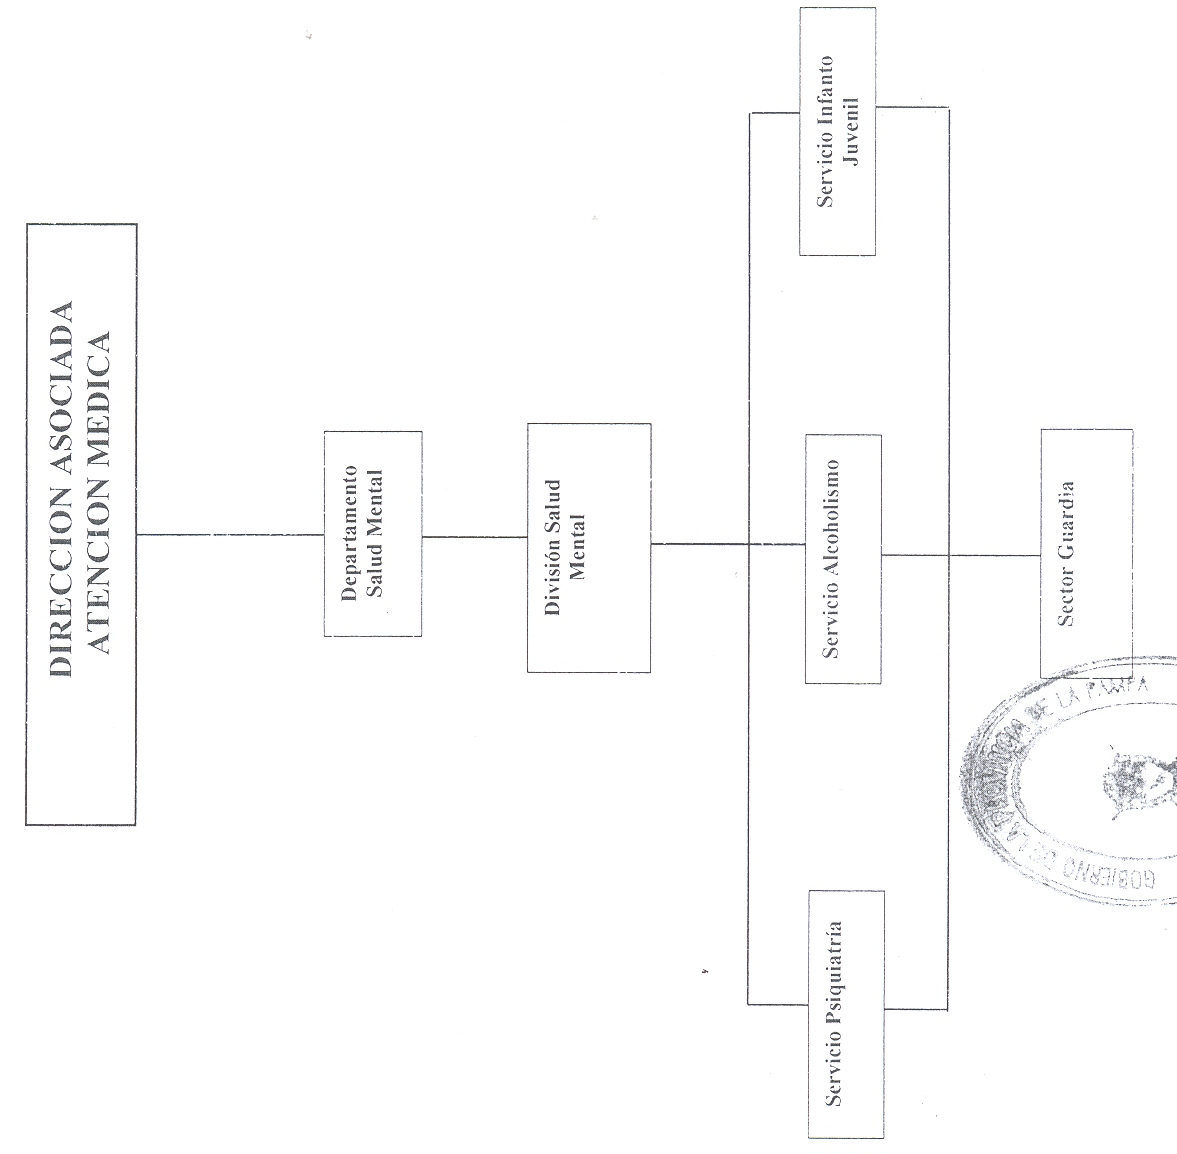 DIRECCION ASOCIADA
ATENCION MEDICA
Departamento
Salud Mental
División Salud
Mental
Servicio Psiquiatría
Servicio Alcoholismo
Servicio Infanto
Juvenil
Sector Guardia
GOBIERNO DE LA PROVINCIA DE LA PAMPA